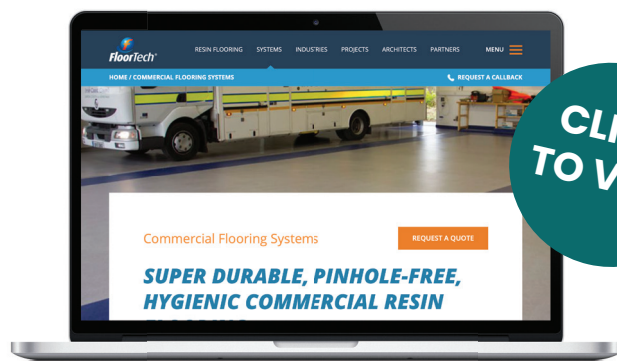 FloorTech®
RESIN FLOORING SYSTEMS INDUSTRIES PROJECTS ARCHITECTS PARTNERS MENU
HOME / COMMERCIAL FLOORING SYSTEMS REQUEST A CALLBACK
Commercial Flooring Systems
REQUEST A QUOTE
SUPER DURABLE, PINHOLE-FREE,
HYGIENIC COMMERCIAL RESIN
TO